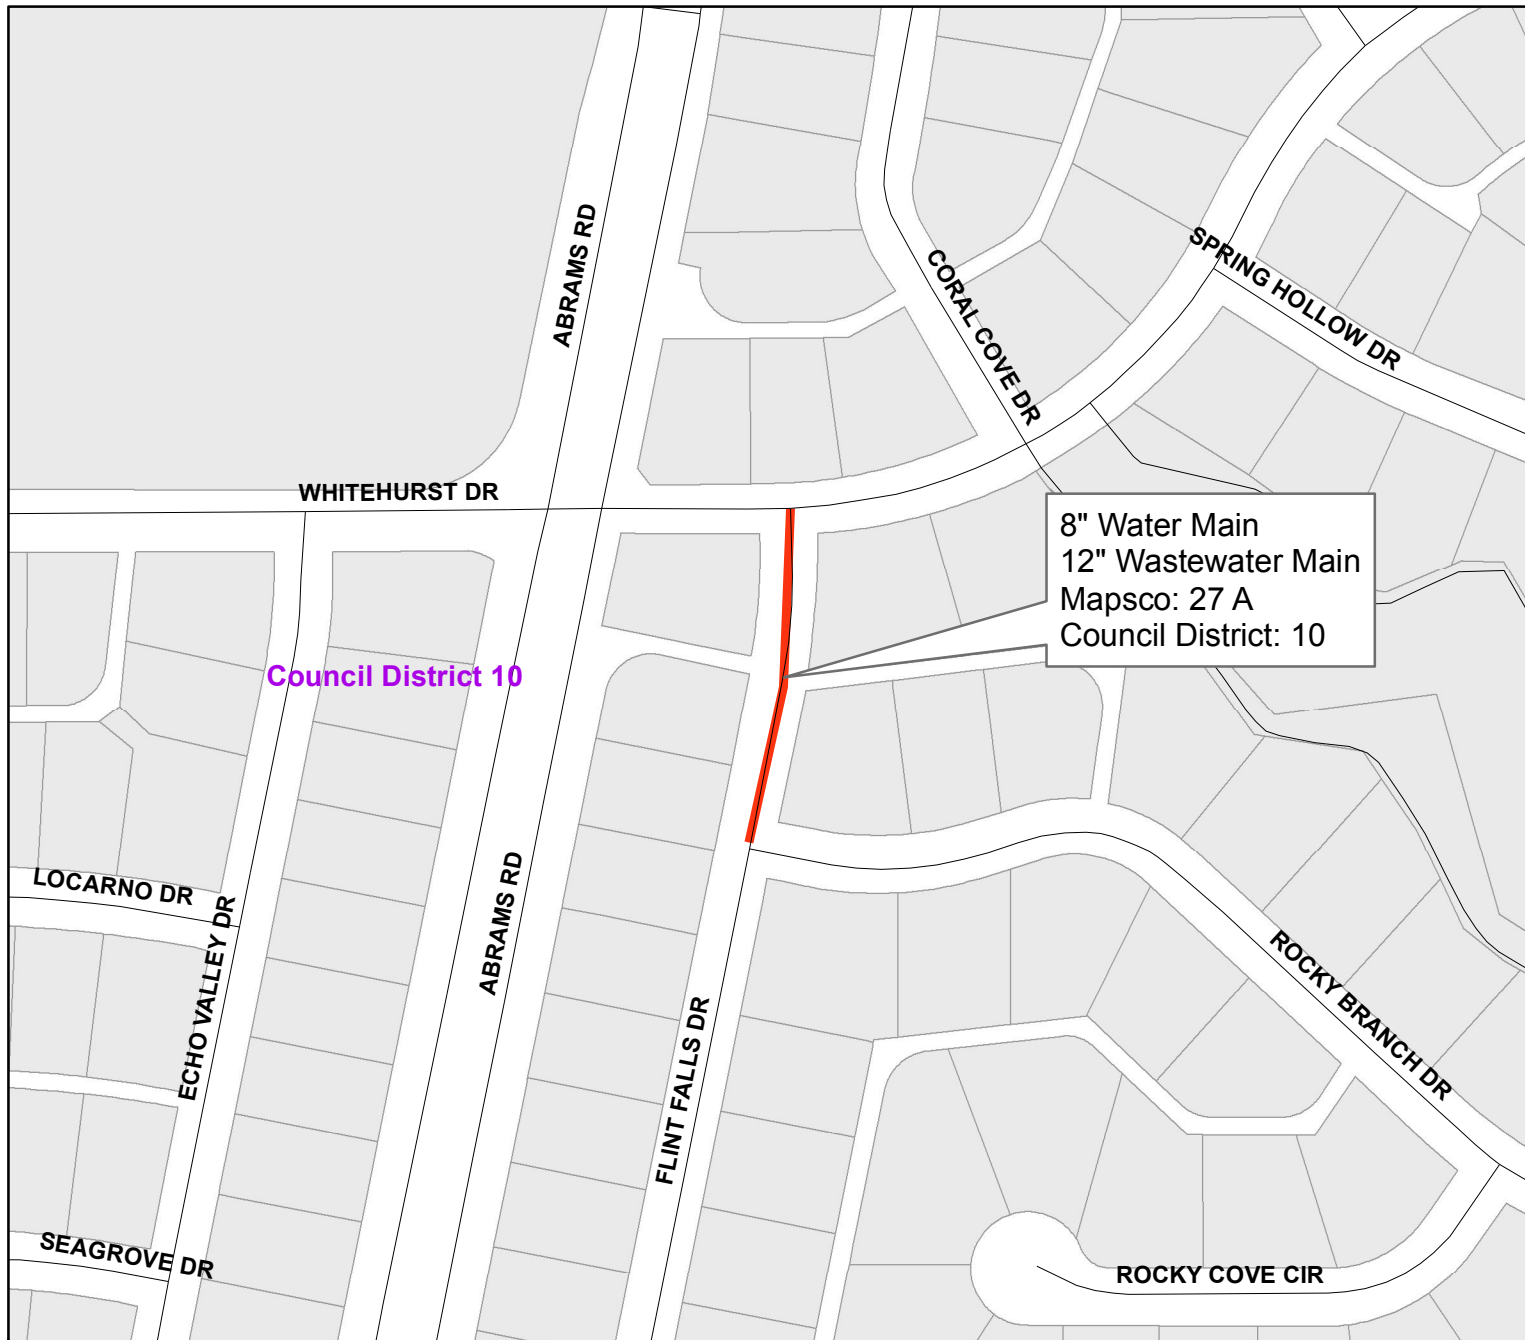 ABRAMS RD
CORAL COVE DR
SPRING HOLLOW DR
WHITEHURST DR
8" Water Main
12" Wastewater Main
Mapsco: 27 A
Council District: 10
Council District 10
LOCARNO DR
ECHO VALLEY DR
ABRAMS RD
FLINT FALLS DR
ROCKY BRANCH DR
SEAGROVE DR
ROCKY COVE CIR